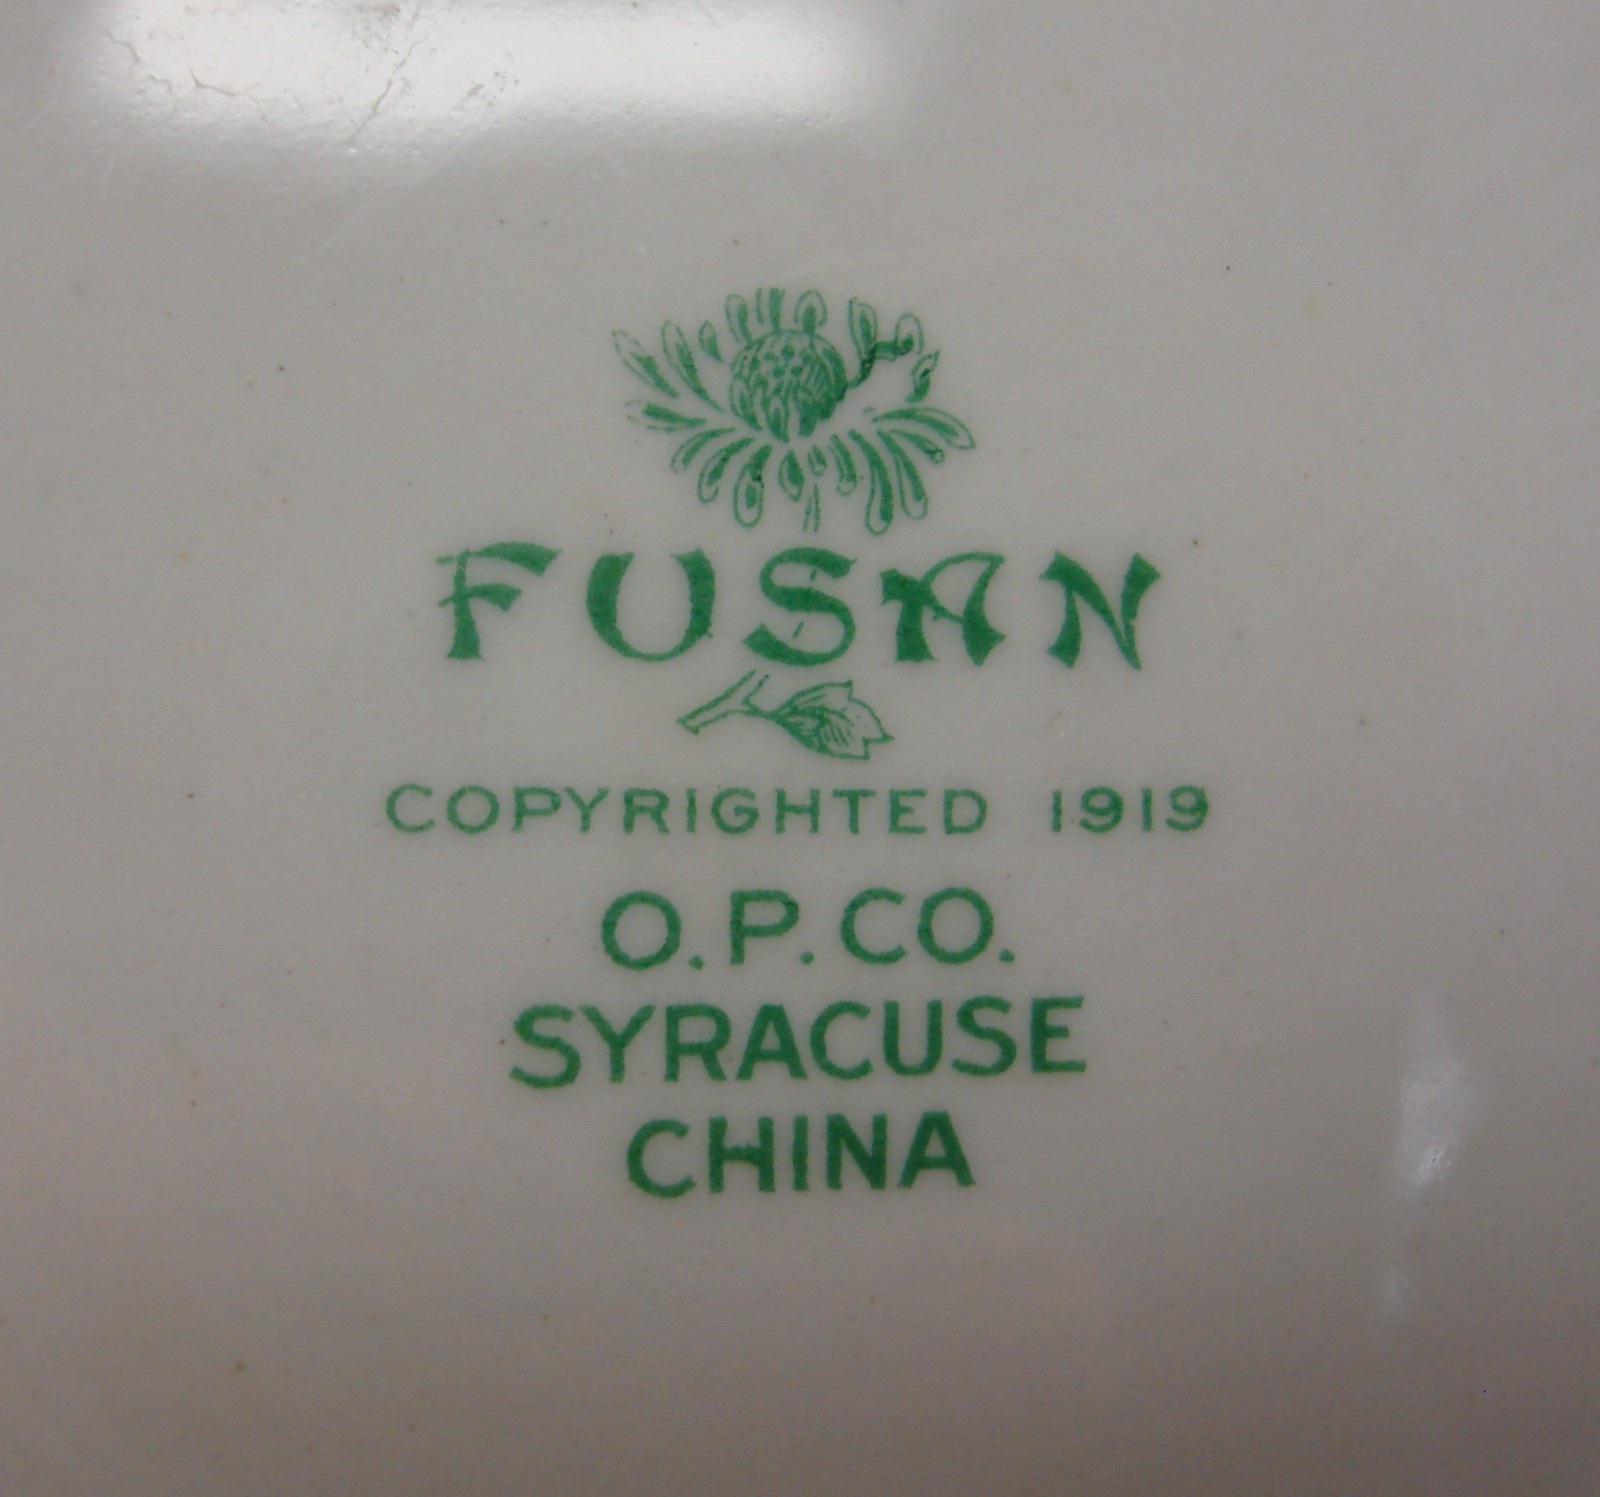 FUSAN
COPYRIGHTED 1919
O.P.CO.
SYRACUSE
CHINA